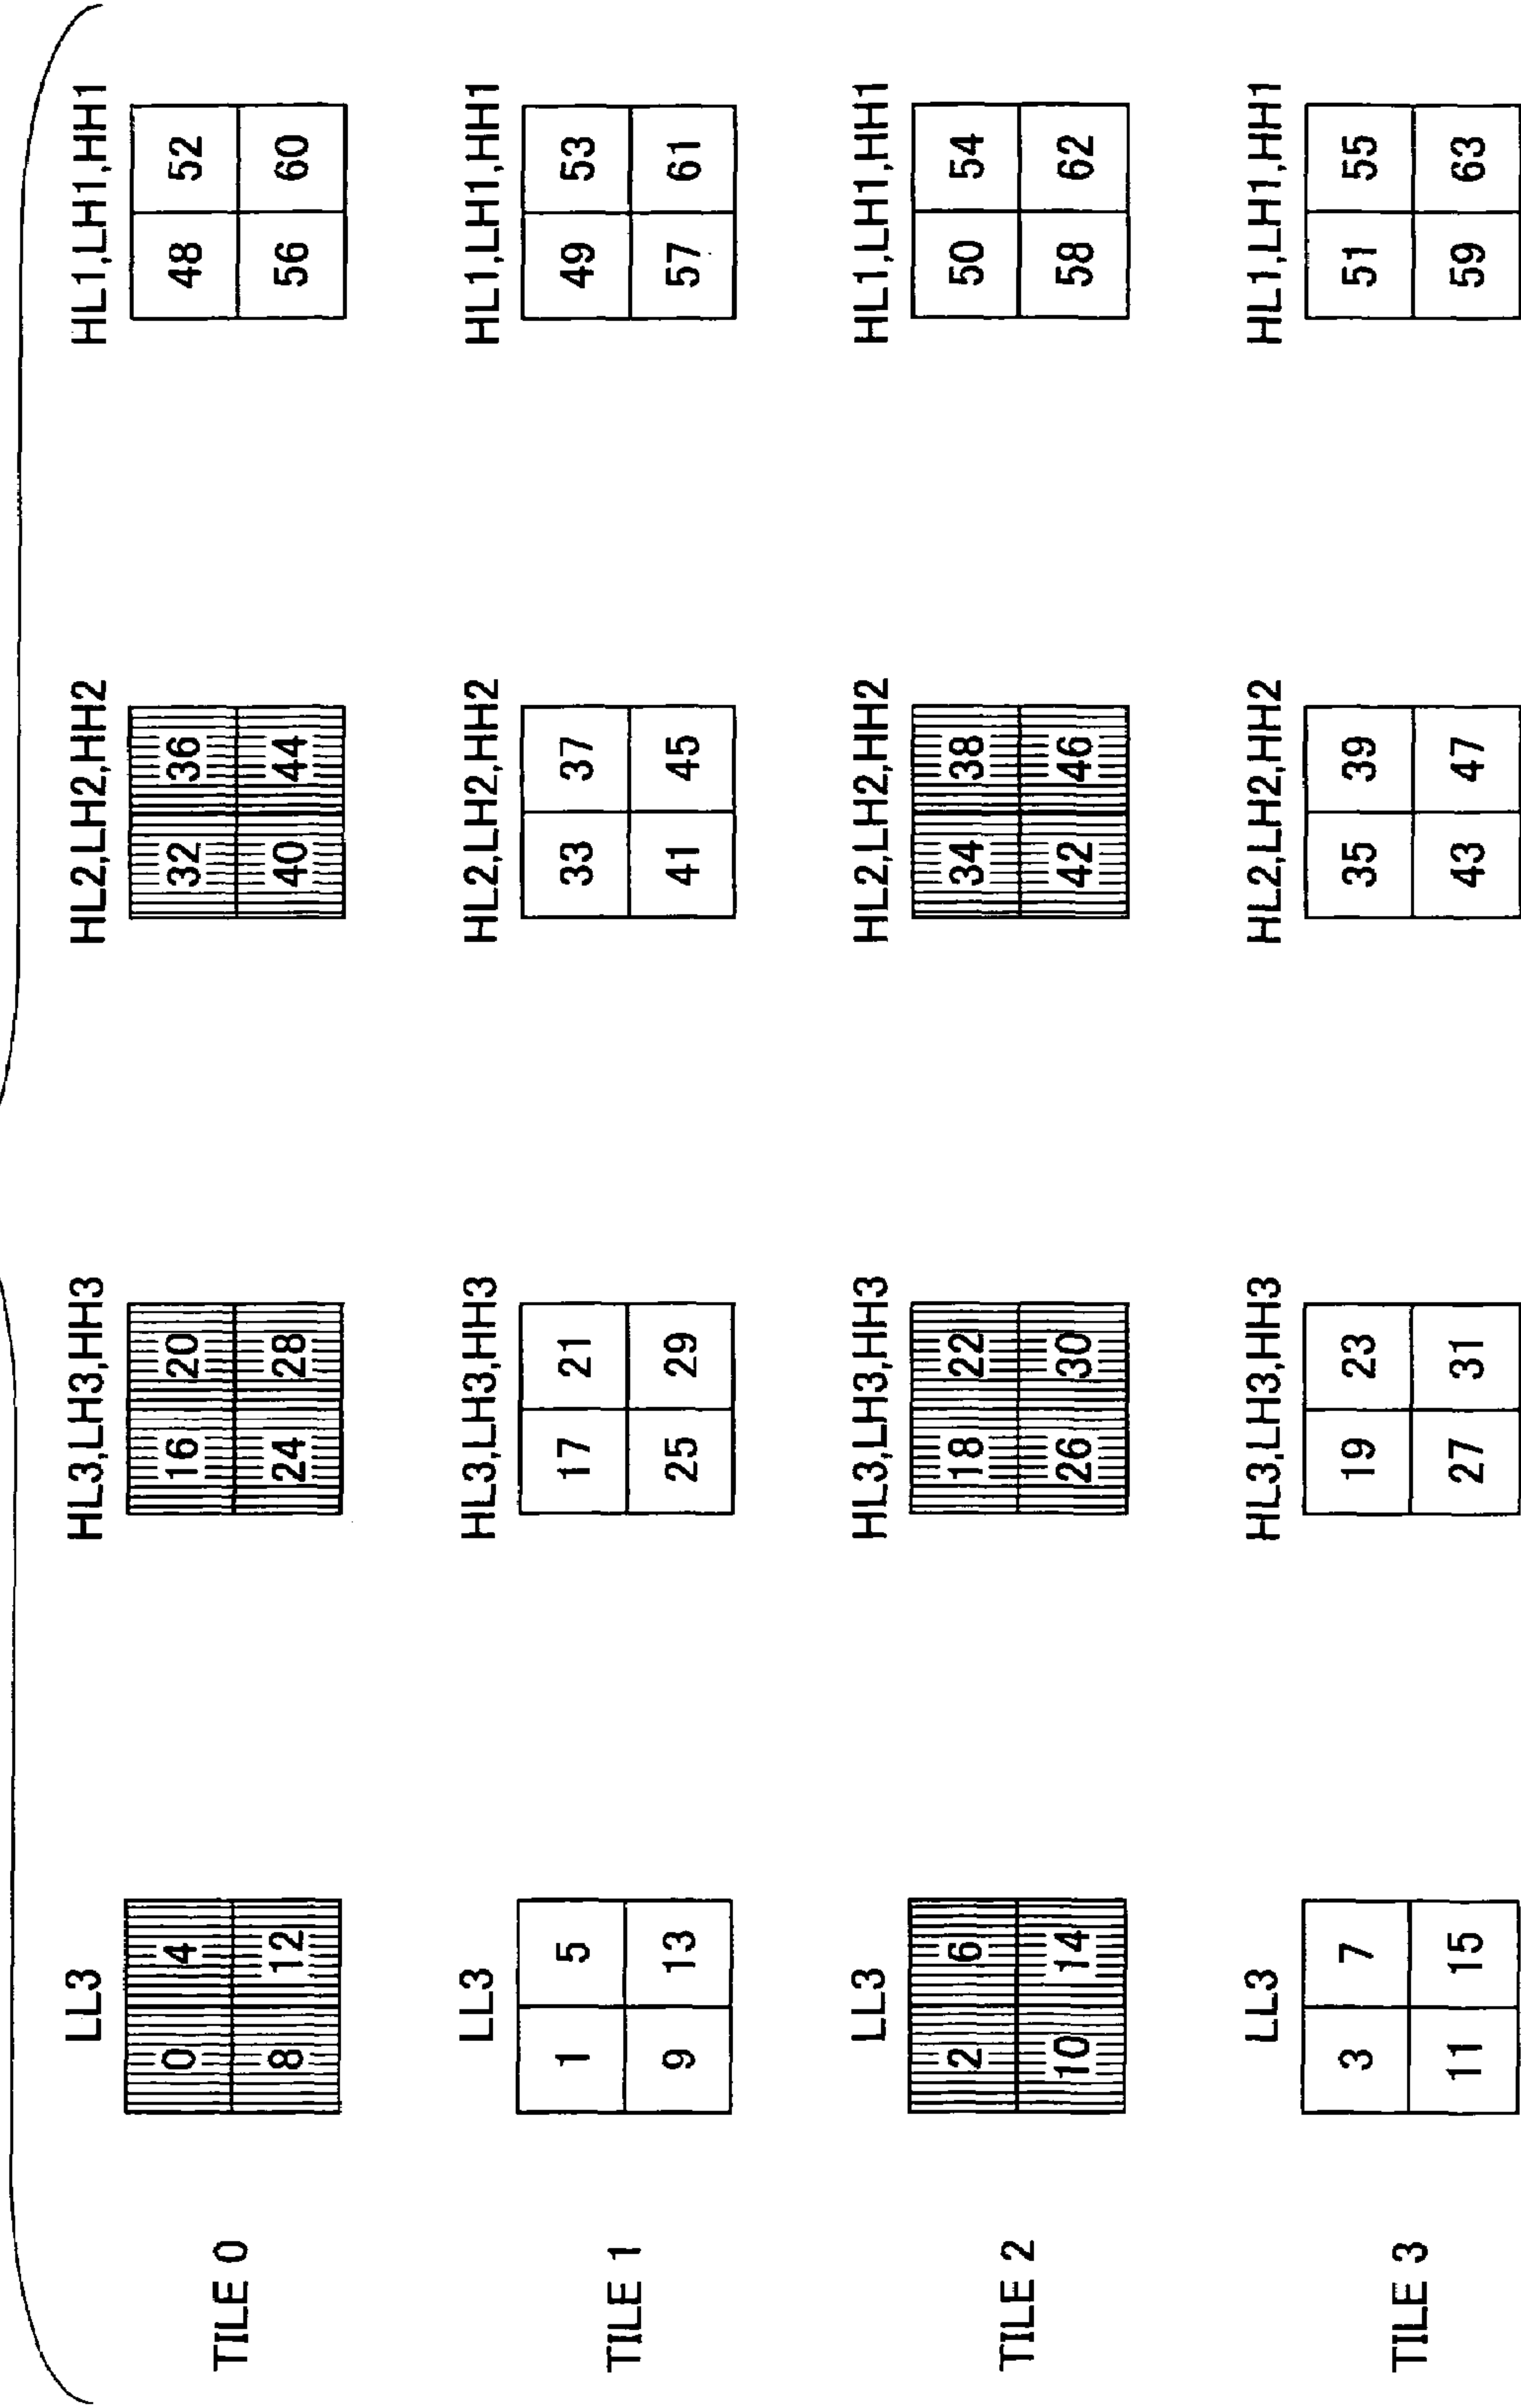 LL3 HL3,LH3,HH3 HL2,LH2,HH2 HL1,LH1,HH1
0 4 16 20 32 36 48 52
TILE 0
8 12 24 28 40 44 56 60
LL3 HL3,LH3,HH3 HL2,LH2,HH2 HL1,LH1,HH1
1 5 17 21 33 37 49 53
TILE 1
9 13 25 29 41 45 57 61
LL3 HL3,LH3,HH3 HL2,LH2,HH2 HL1,LH1,HH1
2 6 18 22 34 38 50 54
TILE 2
10 14 26 30 42 46 58 62
LL3 HL3,LH3,HH3 HL2,LH2,HH2 HL1,LH1,HH1
3 7 19 23 35 39 51 55
TILE 3
11 15 27 31 43 47 59 63